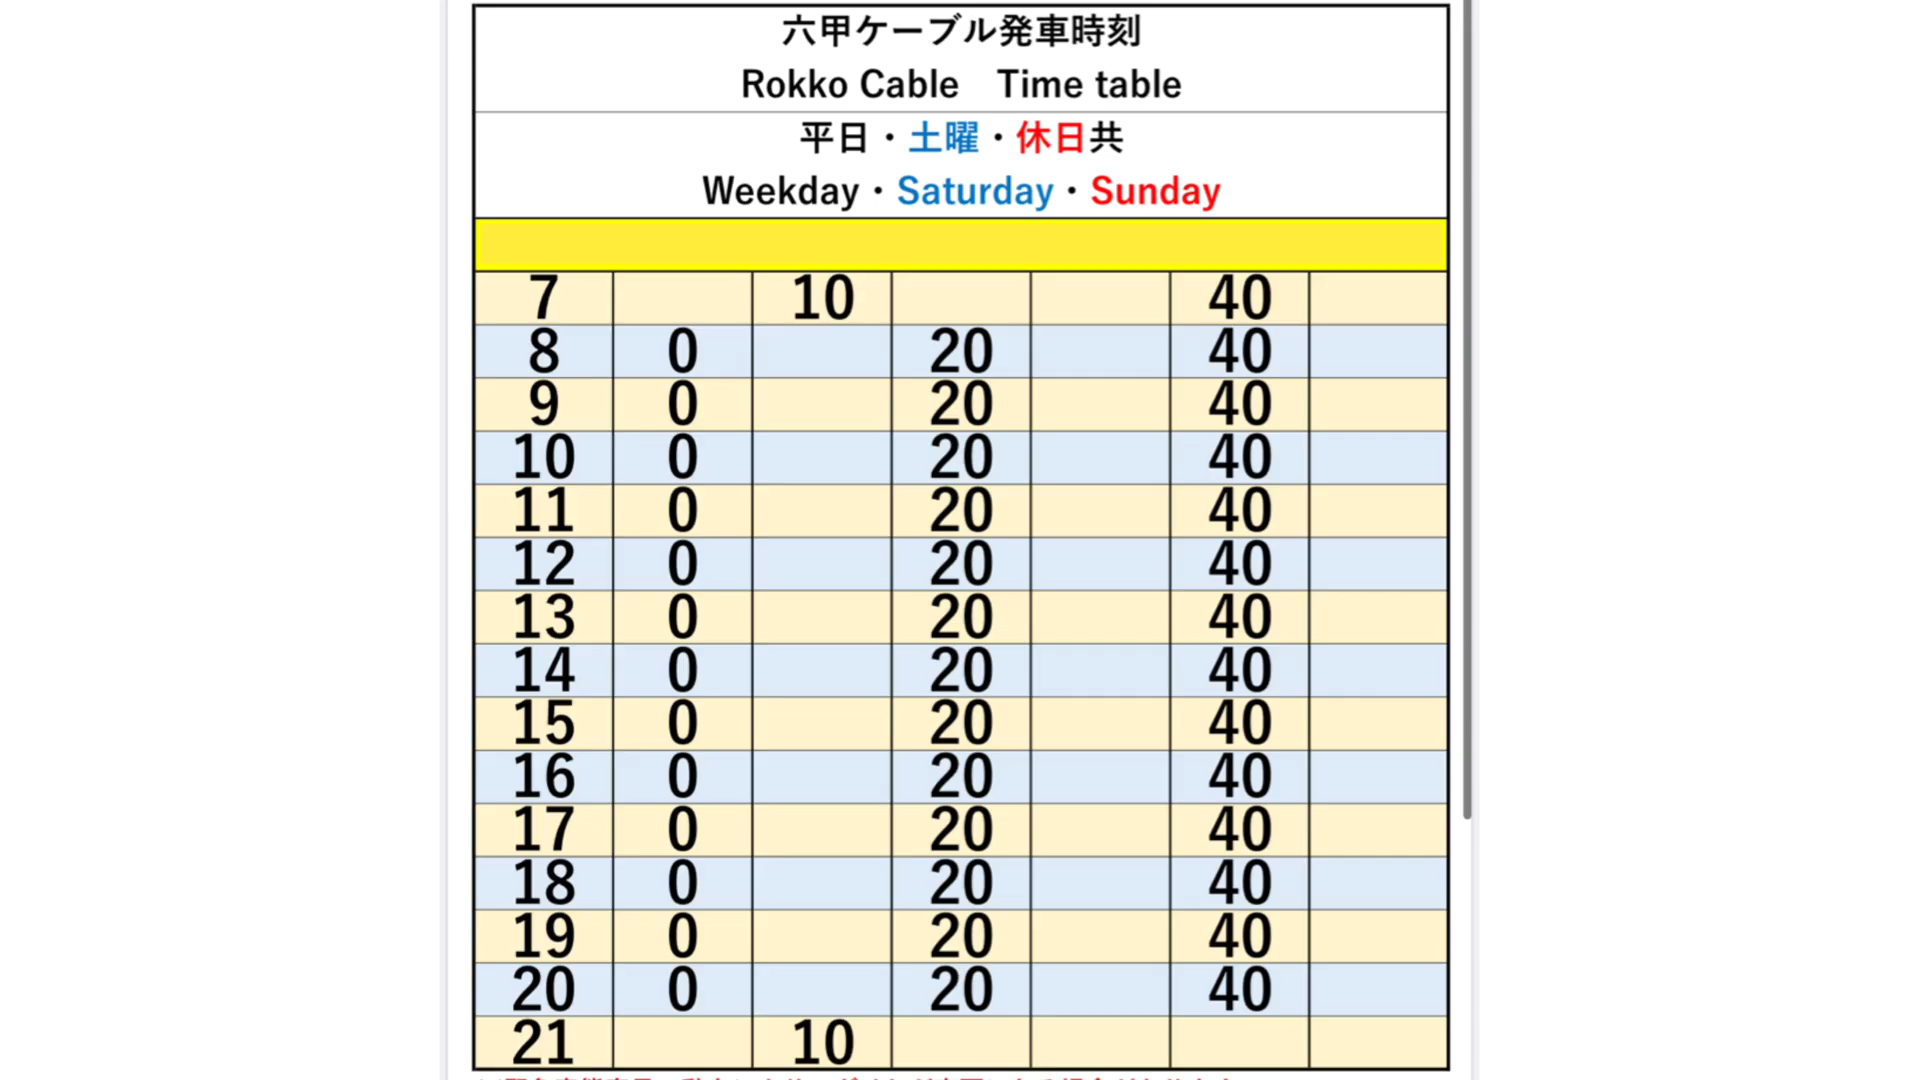 六甲ケーブル発車時刻
Rokko Cable Time table
平日・土曜・休日共
Weekday・Saturday・Sunday
7 10 40
8 0 20 40
9 0 20 40
10 0 20 40
11 0 20 40
12 0 20 40
13 0 20 40
14 0 20 40
15 0 20 40
16 0 20 40
17 0 20 40
18 0 20 40
19 0 20 40
20 0 20 40
21 10